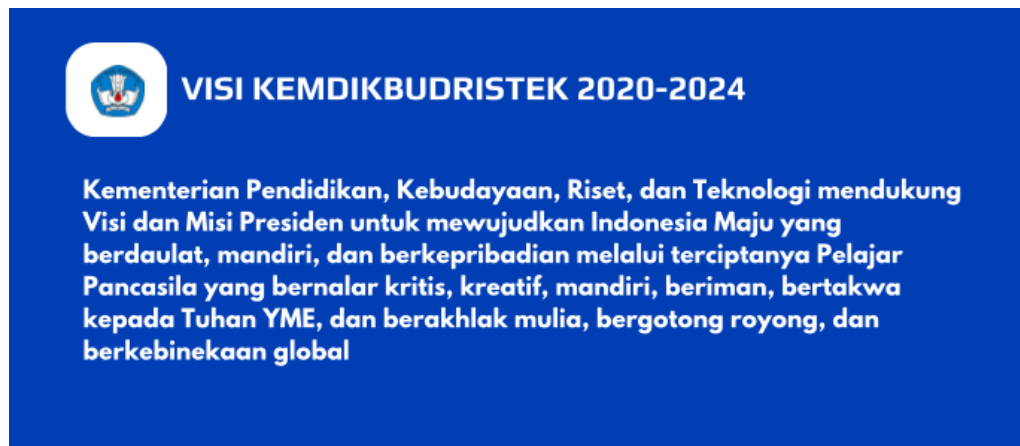 VISI KEMDIKBUDRISTEK 2020-2024
Kementerian Pendidikan, Kebudayaan, Riset, dan Teknologi mendukung
Visi dan Misi Presiden untuk mewujudkan Indonesia Maju yang
berdaulat, mandiri, dan berkepribadian melalui terciptanya Pelajar
Pancasila yang bernalar kritis, kreatif, mandiri, beriman, bertakwa
kepada Tuhan YME, dan berakhlak mulia, bergotong royong, dan
berkebinekaan global